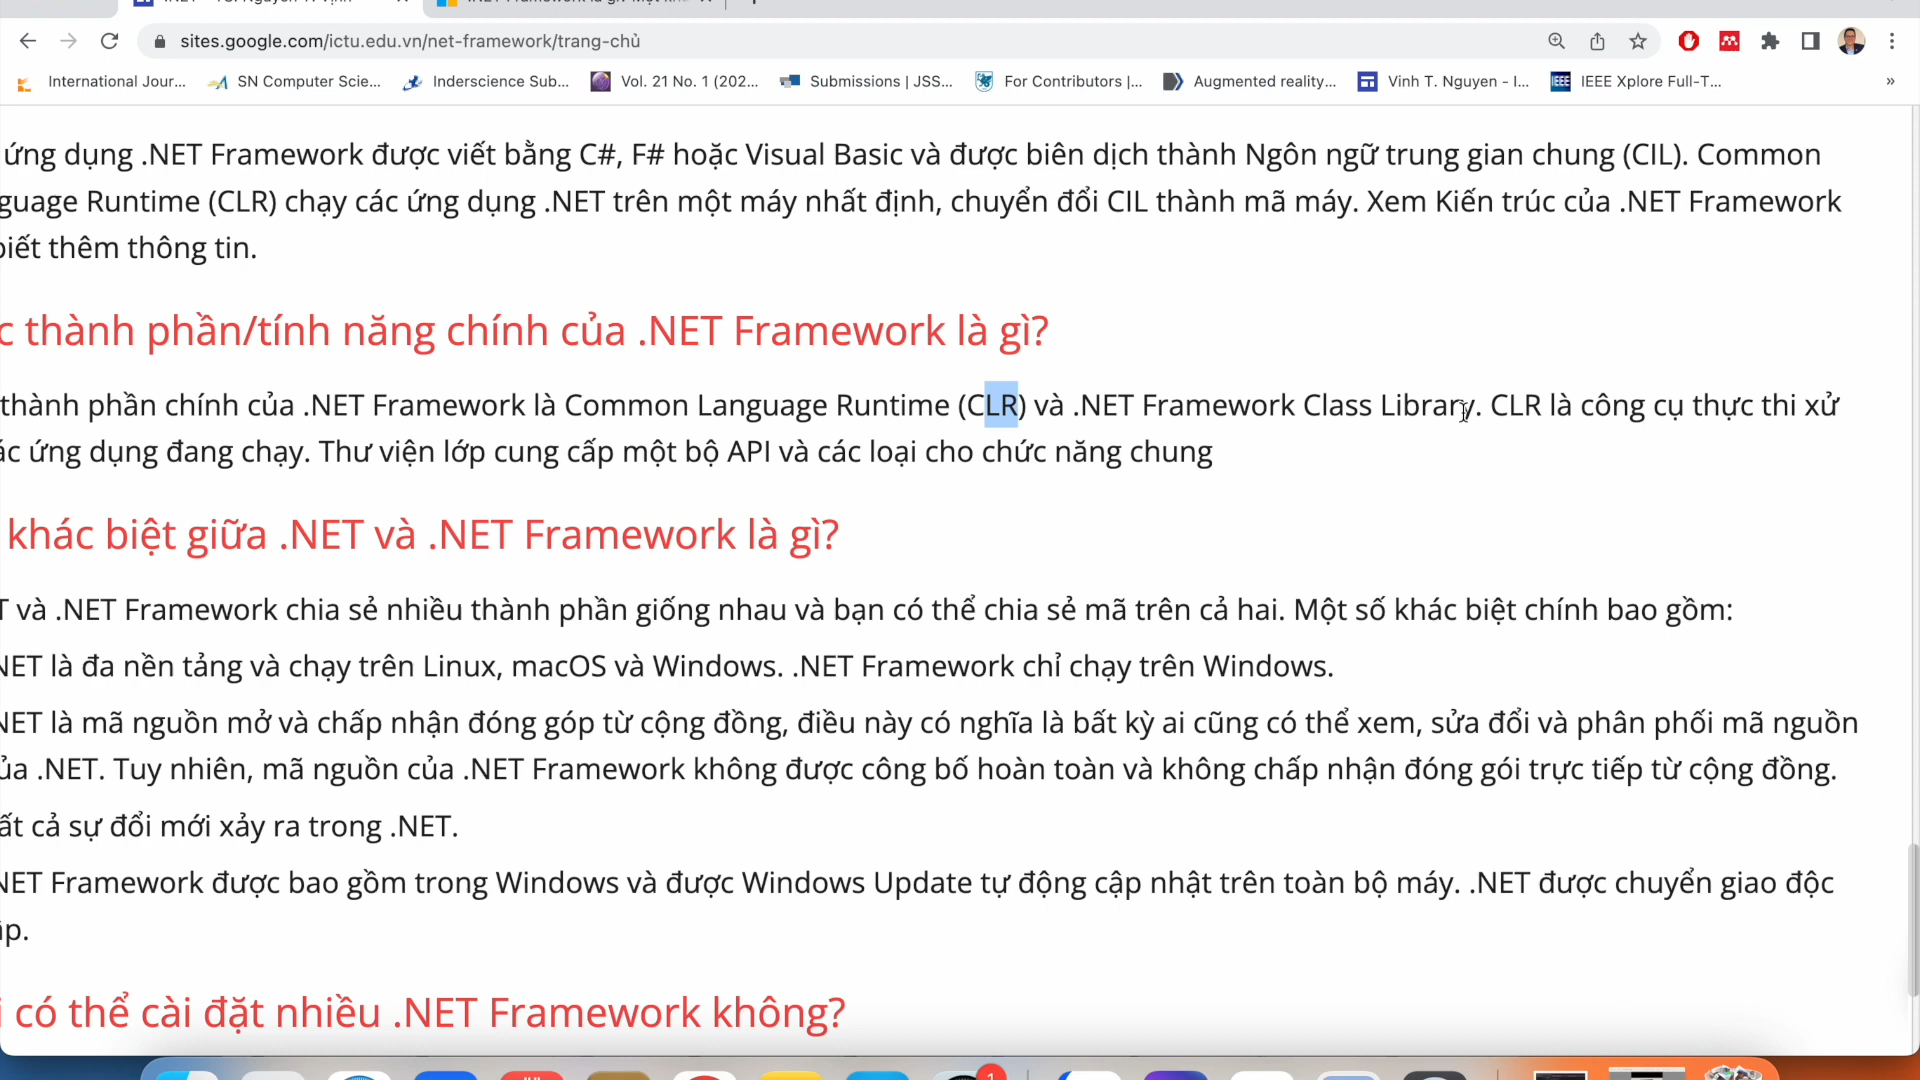 sites.google.com/ictu.edu.vn/net-framework/trang-chủ
International Jour... SN Computer Scie... Inderscience Sub... Vol. 21 No. 1 (202... Submissions | JSS... For Contributors |... Augmented reality... Vinh T. Nguyen - I... IEEE Xplore Full-T... »
ứng dụng .NET Framework được viết bằng C#, F# hoặc Visual Basic và được biên dịch thành Ngôn ngữ trung gian chung (CIL). Common
guage Runtime (CLR) chạy các ứng dụng .NET trên một máy nhất định, chuyển đổi CIL thành mã máy. Xem Kiến trúc của .NET Framework
biết thêm thông tin.
c thành phần/tính năng chính của .NET Framework là gì?
thành phần chính của .NET Framework là Common Language Runtime (CLR) và .NET Framework Class Library. CLR là công cụ thực thi xử
ác ứng dụng đang chạy. Thư viện lớp cung cấp một bộ API và các loại cho chức năng chung
khác biệt giữa .NET và .NET Framework là gì?
T và .NET Framework chia sẻ nhiều thành phần giống nhau và bạn có thể chia sẻ mã trên cả hai. Một số khác biệt chính bao gồm:
NET là đa nền tảng và chạy trên Linux, macOS và Windows. .NET Framework chỉ chạy trên Windows.
NET là mã nguồn mở và chấp nhận đóng góp từ cộng đồng, điều này có nghĩa là bất kỳ ai cũng có thể xem, sửa đổi và phân phối mã nguồn
ủa .NET. Tuy nhiên, mã nguồn của .NET Framework không được công bố hoàn toàn và không chấp nhận đóng gói trực tiếp từ cộng đồng.
ất cả sự đổi mới xảy ra trong .NET.
NET Framework được bao gồm trong Windows và được Windows Update tự động cập nhật trên toàn bộ máy. .NET được chuyển giao độc
ập.
i có thể cài đặt nhiều .NET Framework không?